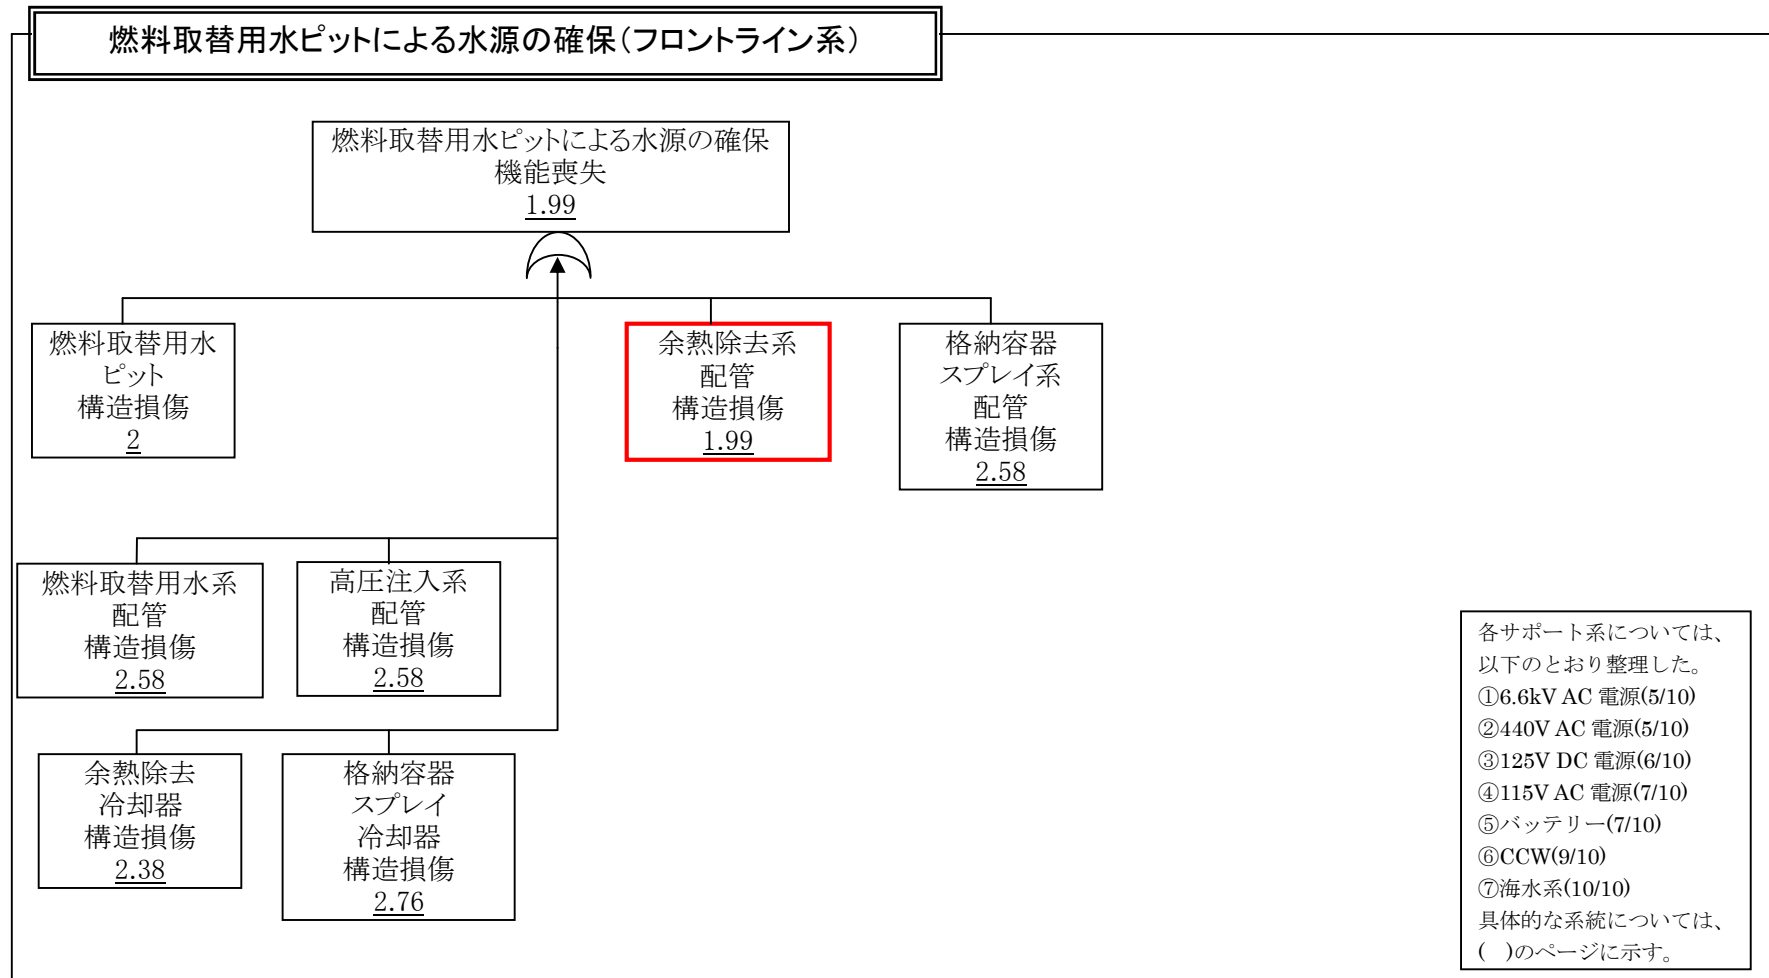 燃料取替用水ピットによる水源の確保(フロントライン系)
燃料取替用水ピットによる水源の確保
機能喪失
1.99
燃料取替用水
ピット
構造損傷
2
余熱除去系
配管
構造損傷
1.99
格納容器
スプレイ系
配管
構造損傷
2.58
燃料取替用水系
配管
構造損傷
2.58
高圧注入系
配管
構造損傷
2.58
余熱除去
冷却器
構造損傷
2.38
格納容器
スプレイ
冷却器
構造損傷
2.76
各サポート系については、
以下のとおり整理した。
①6.6kV AC 電源(5/10)
②440V AC 電源(5/10)
③125V DC 電源(6/10)
④115V AC 電源(7/10)
⑤バッテリー(7/10)
⑥CCW(9/10)
⑦海水系(10/10)
具体的な系統については、
( )のページに示す。